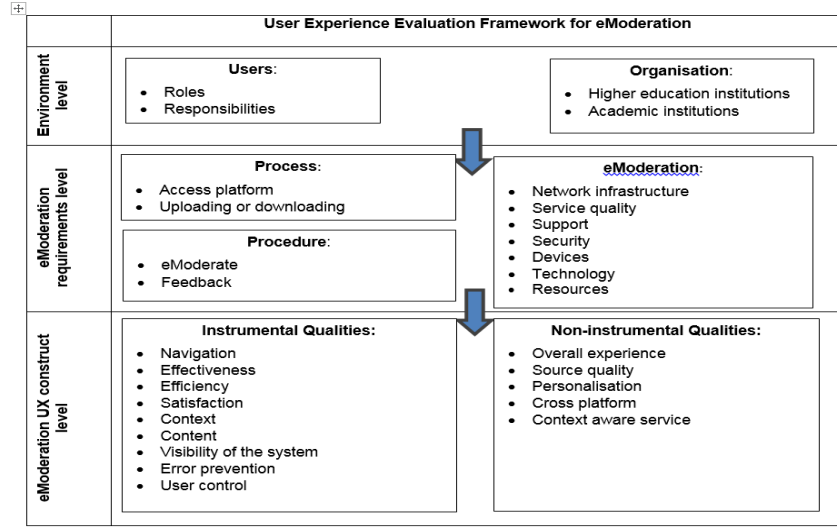 User Experience Evaluation Framework for eModeration
Environment
level
Users:
• Roles
• Responsibilities
Organisation:
• Higher education institutions
• Academic institutions
eModeration
requirements level
Process:
• Access platform
• Uploading or downloading
Procedure:
• eModerate
• Feedback
eModeration:
• Network infrastructure
• Service quality
• Support
• Security
• Devices
• Technology
• Resources
eModeration UX construct
level
Instrumental Qualities:
• Navigation
• Effectiveness
• Efficiency
• Satisfaction
• Context
• Content
• Visibility of the system
• Error prevention
• User control
Non-instrumental Qualities:
• Overall experience
• Source quality
• Personalisation
• Cross platform
• Context aware service